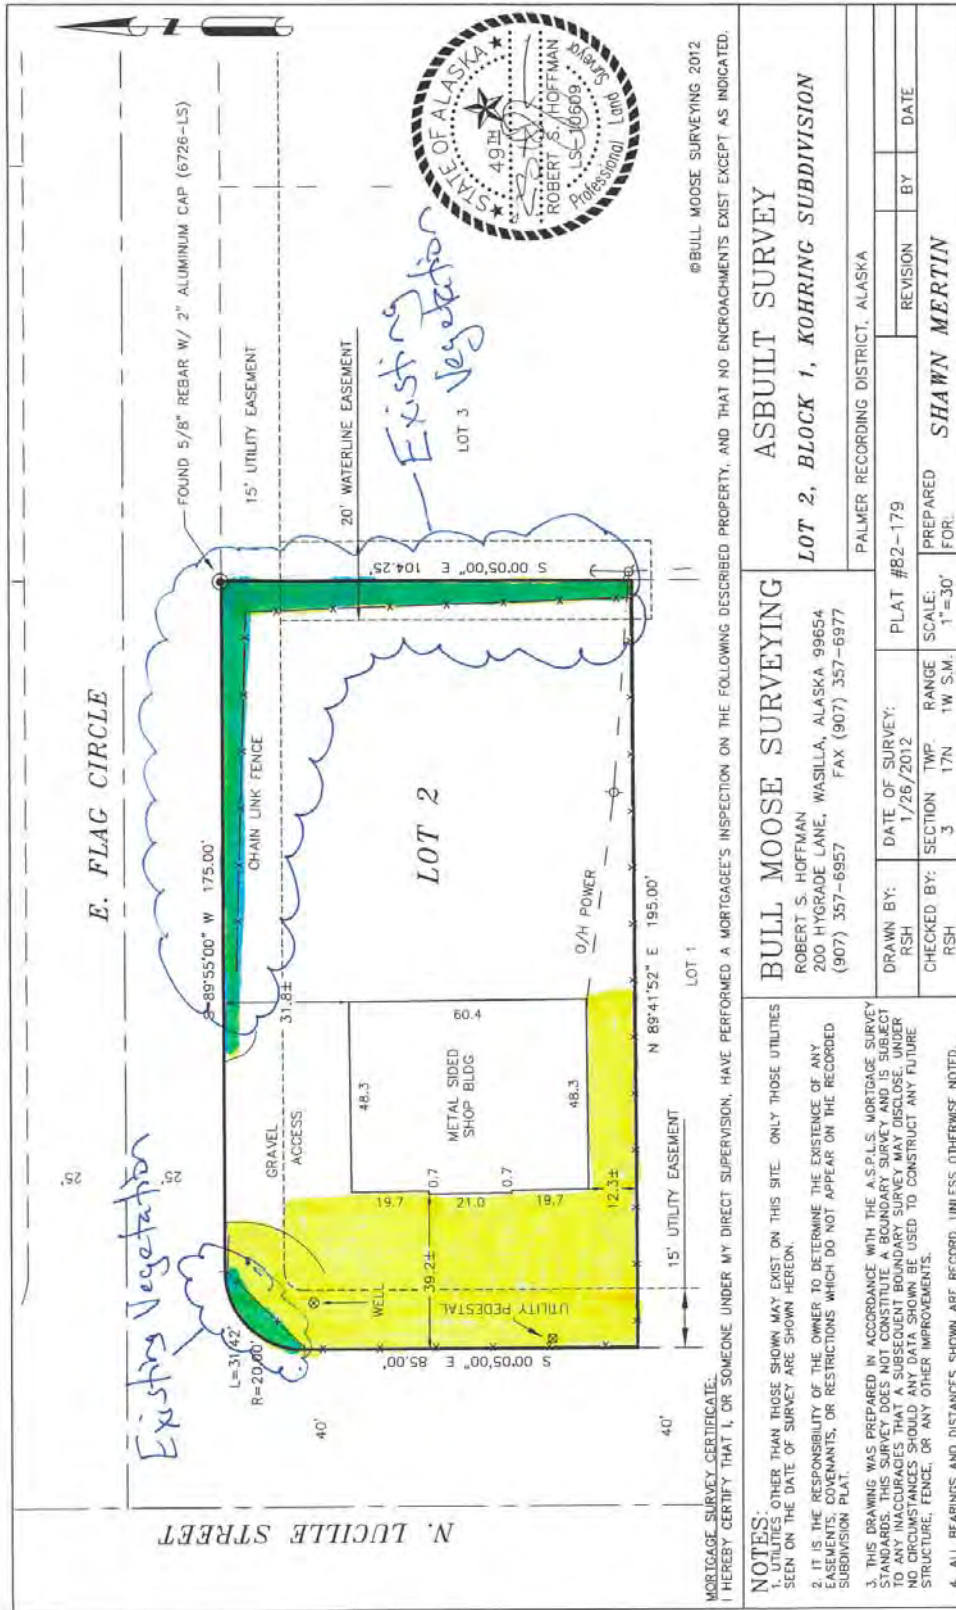 E. FLAG CIRCLE
N. LUCILLE STREET
Existing Vegetation
Existing
Vegetation
25'
25'
FOUND 5/8" REBAR W/ 2" ALUMINUM CAP (6726-LS)
15' UTILITY EASEMENT
20' WATERLINE EASEMENT
LOT 3
S 89°55'00" W 175.00'
CHAIN LINK FENCE
S 00°05'00" E 104.25'
GRAVEL
ACCESS
31.8±
L=31.42'
R=20.00'
LOT 2
60.4
48.3
METAL SIDED
SHOP BLDG
48.3
19.7
0.7
21.0
0.7
19.7
39.2±
12.3±
WELL
UTILITY PEDESTAL
S 00°05'00" E 85.00'
O/H POWER
N 89°41'52" E 195.00'
15' UTILITY EASEMENT
LOT 1
40'
40'
STATE OF ALASKA
49TH
ROBERT S. HOFFMAN
LS-10609
Professional Land Surveyor
©BULL MOOSE SURVEYING 2012
MORTGAGE SURVEY CERTIFICATE:
I HEREBY CERTIFY THAT I, OR SOMEONE UNDER MY DIRECT SUPERVISION, HAVE PERFORMED A MORTGAGEE'S INSPECTION ON THE FOLLOWING DESCRIBED PROPERTY, AND THAT NO ENCROACHMENTS EXIST EXCEPT AS INDICATED.
NOTES:
1. UTILITIES OTHER THAN THOSE SHOWN MAY EXIST ON THIS SITE. ONLY THOSE UTILITIES
SEEN ON THE DATE OF SURVEY ARE SHOWN HEREON.
2. IT IS THE RESPONSIBILITY OF THE OWNER TO DETERMINE THE EXISTENCE OF ANY
EASEMENTS, COVENANTS, OR RESTRICTIONS WHICH DO NOT APPEAR ON THE RECORDED
SUBDIVISION PLAT.
3. THIS DRAWING WAS PREPARED IN ACCORDANCE WITH THE A.S.P.L.S. MORTGAGE SURVEY
STANDARDS. THIS SURVEY DOES NOT CONSTITUTE A BOUNDARY SURVEY AND IS SUBJECT
TO ANY INACCURACIES THAT A SUBSEQUENT BOUNDARY SURVEY MAY DISCLOSE. UNDER
NO CIRCUMSTANCES SHOULD ANY DATA SHOWN BE USED TO CONSTRUCT ANY FUTURE
STRUCTURE, FENCE, OR ANY OTHER IMPROVEMENTS.
4. ALL BEARINGS AND DISTANCES SHOWN ARE RECORD UNLESS OTHERWISE NOTED.
BULL MOOSE SURVEYING
ROBERT S. HOFFMAN
200 HYGRADE LANE, WASILLA, ALASKA 99654
(907) 357-6957 FAX (907) 357-6977
ASBUILT SURVEY
LOT 2, BLOCK 1, KOHRING SUBDIVISION
PALMER RECORDING DISTRICT, ALASKA
DRAWN BY:
RSH
DATE OF SURVEY:
1/26/2012
PLAT #82-179
REVISION BY DATE
CHECKED BY:
RSH
SECTION TWP. RANGE
3 17N 1W S.M.
SCALE:
1"=30'
PREPARED
FOR:
SHAWN MERTIN